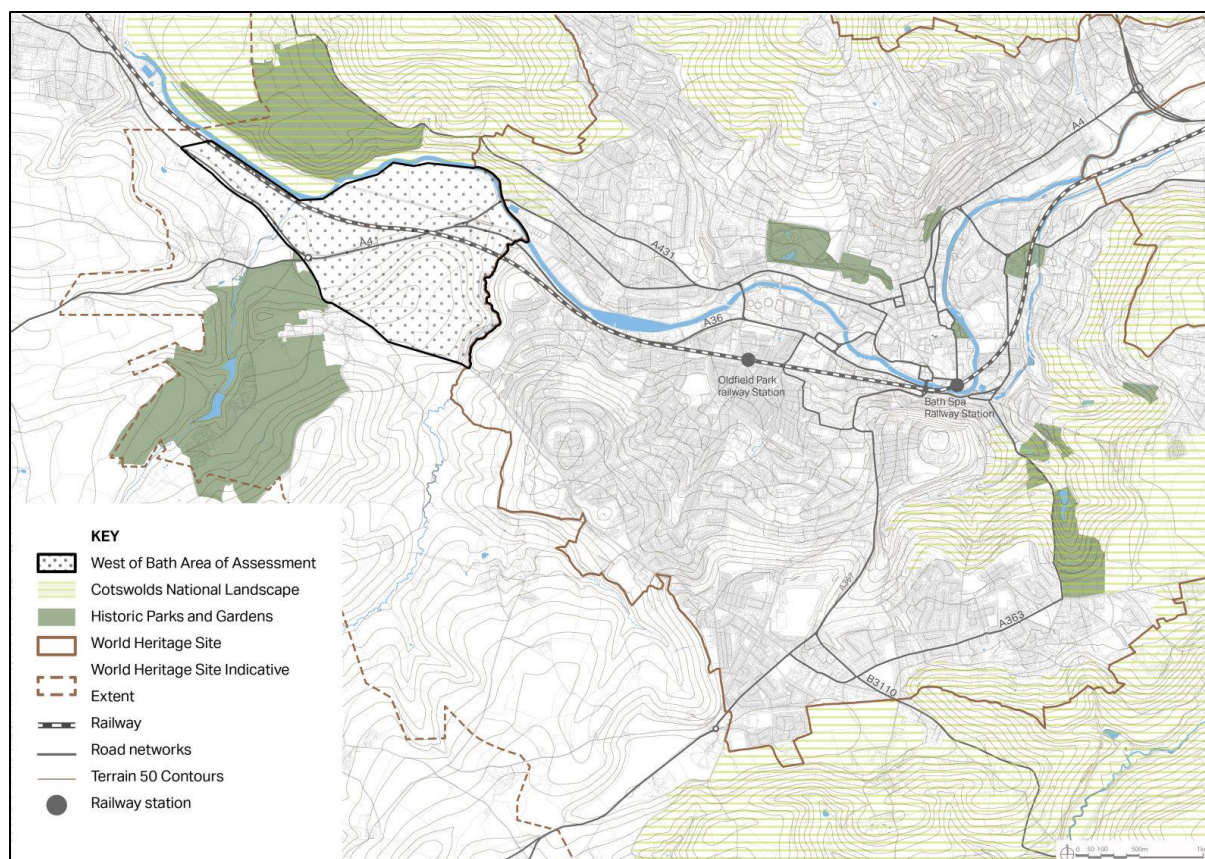 A4
A4
A431
A36
Oldfield Park
railway Station
Bath Spa
Railway Station
A367
A363
B3110
KEY
West of Bath Area of Assessment
Cotswolds National Landscape
Historic Parks and Gardens
World Heritage Site
World Heritage Site Indicative
Extent
Railway
Road networks
Terrain 50 Contours
Railway station
0 50 100 500m 1k